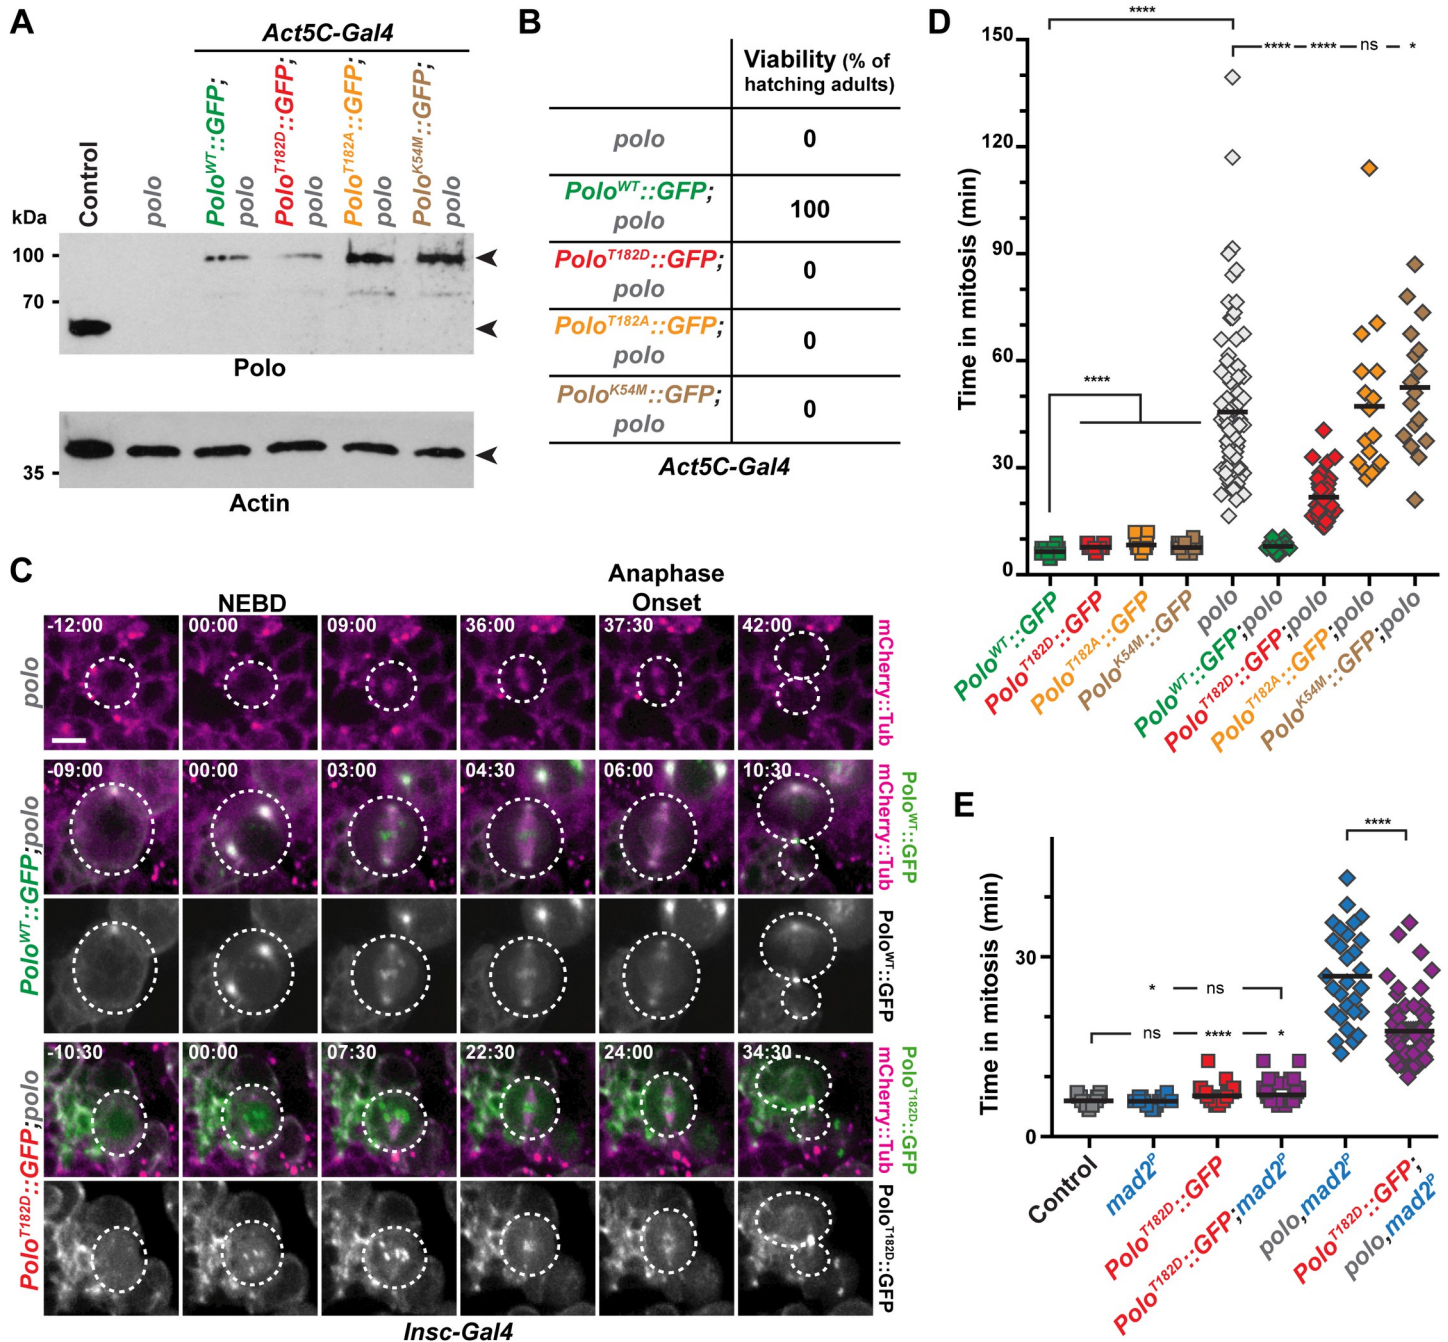 A
Act5C-Gal4
Control
polo
PoloWT::GFP;
polo
PoloT182D::GFP;
polo
PoloT182A::GFP;
polo
PoloK54M::GFP;
polo
kDa
100
70
Polo
35
Actin
B
Viability (% of
hatching adults)
polo
0
PoloWT::GFP;
polo
100
PoloT182D::GFP;
polo
0
PoloT182A::GFP;
polo
0
PoloK54M::GFP;
polo
0
Act5C-Gal4
C
NEBD
Anaphase
Onset
polo
-12:00
00:00
09:00
36:00
37:30
42:00
mCherry::Tub
PoloWT::GFP;polo
-09:00
00:00
03:00
04:30
06:00
10:30
PoloWT::GFP
mCherry::Tub
PoloWT::GFP
PoloT182D::GFP;polo
-10:30
00:00
07:30
22:30
24:00
34:30
PoloT182D::GFP
mCherry::Tub
PoloT182D::GFP
Insc-Gal4
D
Time in mitosis (min)
150
120
90
60
30
0
****
**** **** ns *
****
PoloWT::GFP
PoloT182D::GFP
PoloT182A::GFP
PoloK54M::GFP
polo
PoloWT::GFP;polo
PoloT182D::GFP;polo
PoloT182A::GFP;polo
PoloK54M::GFP;polo
E
Time in mitosis (min)
30
0
****
* ns
ns **** *
Control
mad2P
PoloT182D::GFP
PoloT182D::GFP;mad2P
polo,mad2P
PoloT182D::GFP;
polo,mad2P